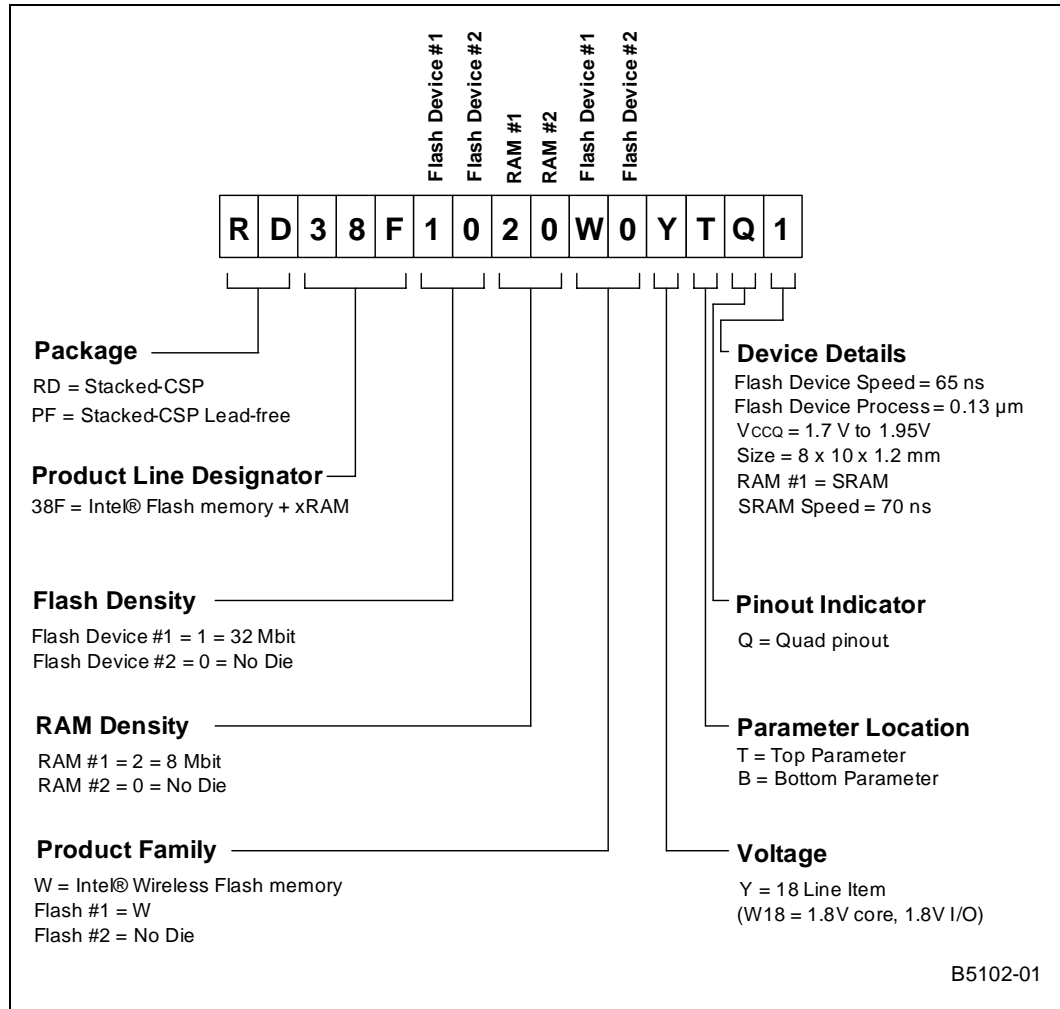 Flash Device #1
Flash Device #2
RAM #1
RAM #2
Flash Device #1
Flash Device #2
R D 3 8 F 1 0 2 0 W 0 Y T Q 1
Package
RD = Stacked-CSP
PF = Stacked-CSP Lead-free
Product Line Designator
38F = Intel® Flash memory + xRAM
Flash Density
Flash Device #1 = 1 = 32 Mbit
Flash Device #2 = 0 = No Die
RAM Density
RAM #1 = 2 = 8 Mbit
RAM #2 = 0 = No Die
Product Family
W = Intel® Wireless Flash memory
Flash #1 = W
Flash #2 = No Die
Device Details
Flash Device Speed = 65 ns
Flash Device Process = 0.13 µm
VCCQ = 1.7 V to 1.95V
Size = 8 x 10 x 1.2 mm
RAM #1 = SRAM
SRAM Speed = 70 ns
Pinout Indicator
Q = Quad pinout
Parameter Location
T = Top Parameter
B = Bottom Parameter
Voltage
Y = 18 Line Item
(W18 = 1.8V core, 1.8V I/O)
B5102-01